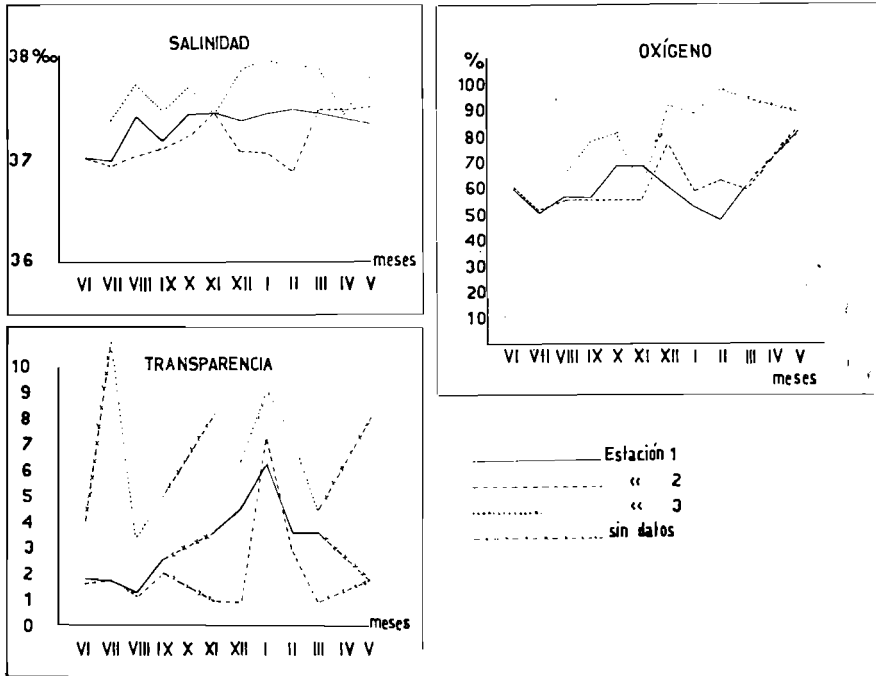 SALINIDAD
38 ‰
37
36
meses
VI VII VIII IX X XI XII I II III IV V
OXÍGENO
%
100
90
80
70
60
50
40
30
20
10
VI VII VIII IX X XI XII I II III IV V
meses
TRANSPARENCIA
10
9
8
7
6
5
4
3
2
1
0
meses
VI VII VIII IX X XI XII I II III IV V
Estación 1
« 2
« 3
sin datos